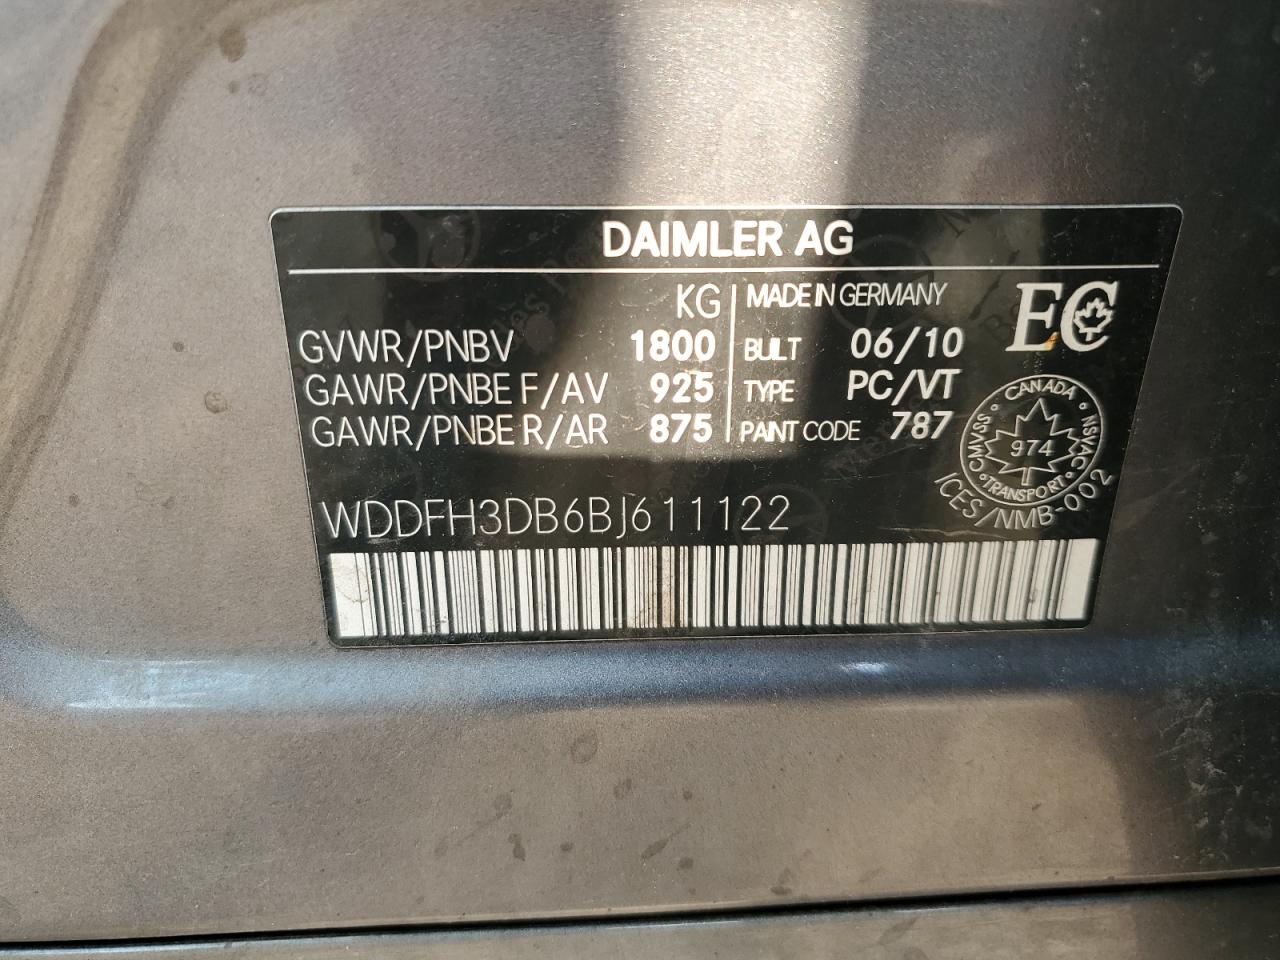 DAIMLER AG
KG
GVWR/PNBV 1800
GAWR/PNBE F/AV 925
GAWR/PNBE R/AR 875
MADE IN GERMANY
BUILT 06/10
TYPE PC/VT
PAINT CODE 787
EC
CANADA
CMVSS NSVAC
974
TRANSPORT
ICES/NMB-002
WDDFH3DB6BJ611122